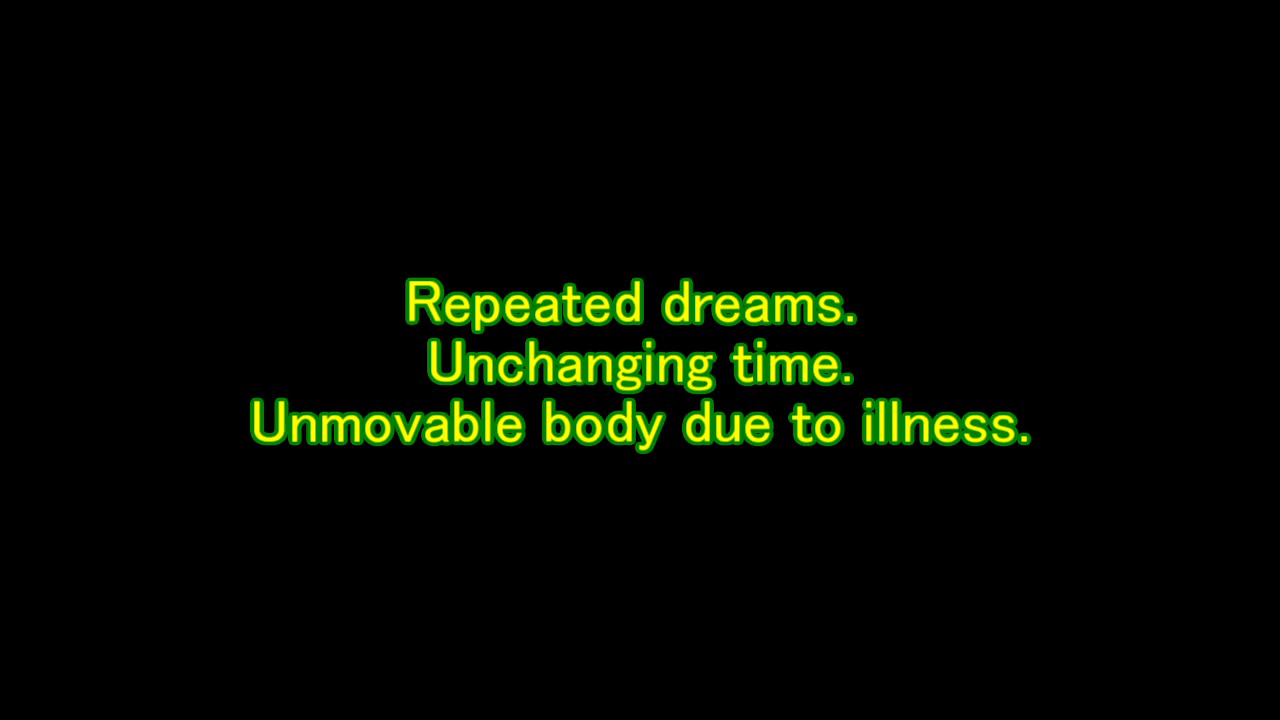 Repeated dreams.
Unchanging time.
Unmovable body due to illness.